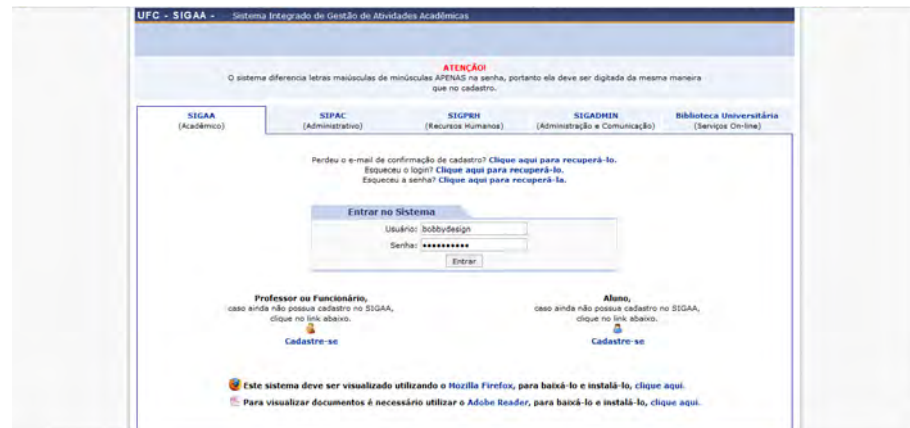 UFC - SIGAA - Sistema Integrado de Gestão de Atividades Acadêmicas
ATENÇÃO!
O sistema diferencia letras maiúsculas de minúsculas APENAS na senha, portanto ela deve ser digitada da mesma maneira
que no cadastro.
SIGAA SIPAC SIGPRH SIGADMIN Biblioteca Universitária
(Acadêmico) (Administrativo) (Recursos Humanos) (Administração e Comunicação) (Serviços On-line)
Perdeu o e-mail de confirmação de cadastro? Clique aqui para recuperá-lo.
Esqueceu o login? Clique aqui para recuperá-lo.
Esqueceu a senha? Clique aqui para recuperá-la.
Entrar no Sistema
Usuário: bobbydesign
Senha: ••••••••••
Entrar
Professor ou Funcionário,
caso ainda não possua cadastro no SIGAA,
clique no link abaixo.
Cadastre-se
Aluno,
caso ainda não possua cadastro no SIGAA,
clique no link abaixo.
Cadastre-se
Este sistema deve ser visualizado utilizando o Mozilla Firefox, para baixá-lo e instalá-lo, clique aqui.
Para visualizar documentos é necessário utilizar o Adobe Reader, para baixá-lo e instalá-lo, clique aqui.